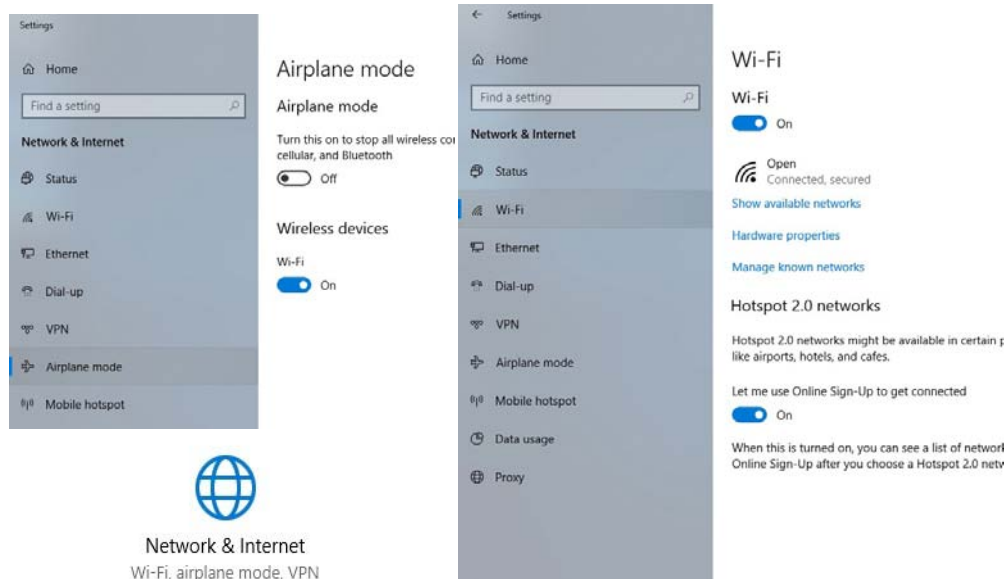 Settings
Home
Find a setting
Network & Internet
Status
Wi-Fi
Ethernet
Dial-up
VPN
Airplane mode
Mobile hotspot
Airplane mode
Airplane mode
Turn this on to stop all wireless
cellular, and Bluetooth
Off
Wireless devices
Wi-Fi
On
Network & Internet
Wi-Fi, airplane mode, VPN
Settings
Home
Find a setting
Network & Internet
Status
Wi-Fi
Ethernet
Dial-up
VPN
Airplane mode
Mobile hotspot
Data usage
Proxy
Wi-Fi
Wi-Fi
On
Open
Connected, secured
Show available networks
Hardware properties
Manage known networks
Hotspot 2.0 networks
Hotspot 2.0 networks might be available in certain
like airports, hotels, and cafes.
Let me use Online Sign-Up to get connected
On
When this is turned on, you can see a list of
Online Sign-Up after you choose a Hotspot 2.0